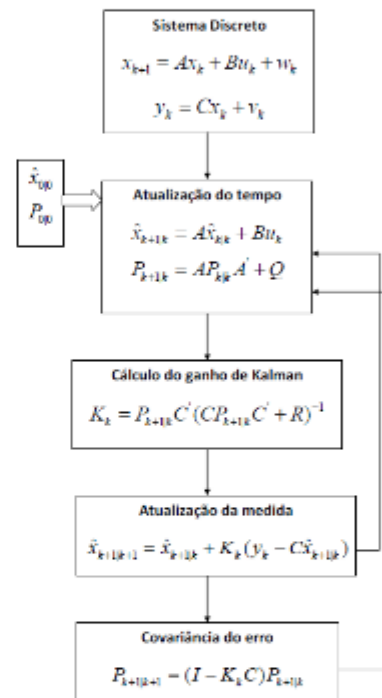 Sistema Discreto
x_{k+1} = Ax_k + Bu_k + w_k
y_k = Cx_k + v_k
x̂_{0|0}
P_{0|0}
Atualização do tempo
x̂_{k+1|k} = Ax̂_{k|k} + Bu_k
P_{k+1|k} = AP_{k|k}A' + Q
Cálculo do ganho de Kalman
K_k = P_{k+1|k}C'(CP_{k+1|k}C' + R)^{-1}
Atualização da medida
x̂_{k+1|k+1} = x̂_{k+1|k} + K_k(y_k − Cx̂_{k+1|k})
Covariância do erro
P_{k+1|k+1} = (I − K_kC)P_{k+1|k}